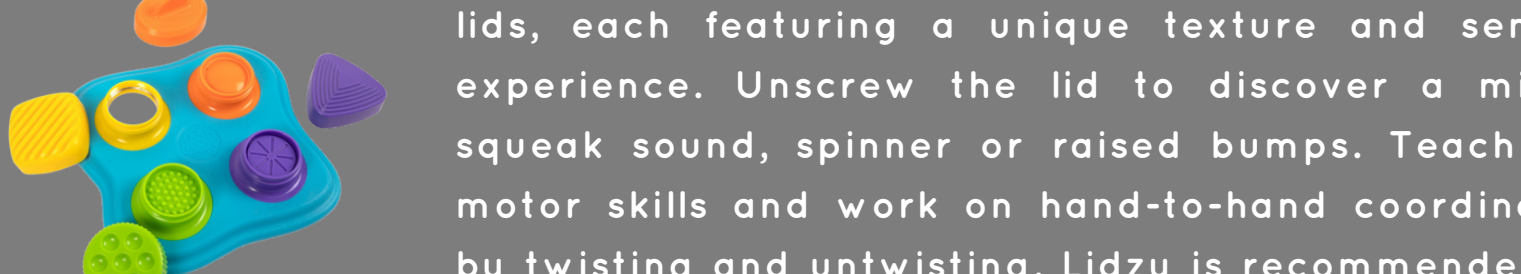 lids, each featuring a unique texture and
experience. Unscrew the lid to discover a
squeak sound, spinner or raised bumps. Teach
motor skills and work on hand-to-hand
by twisting and untwisting. Lidzu is